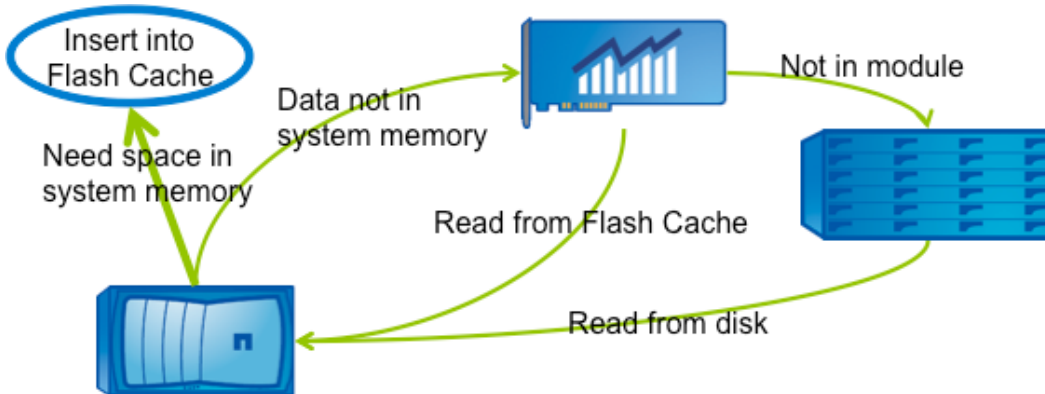 Insert into
Flash Cache
Data not in
system memory
Not in module
Need space in
system memory
Read from Flash Cache
Read from disk